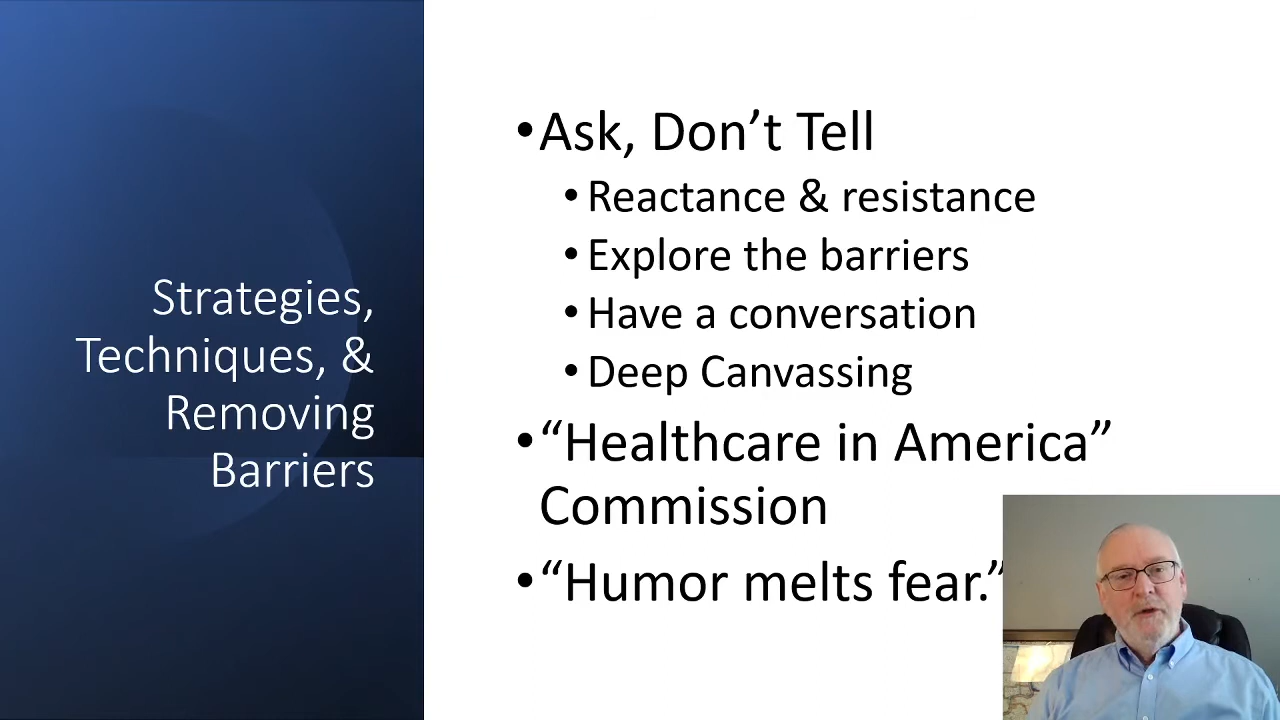 Strategies,
Techniques, &
Removing
Barriers
•Ask, Don’t Tell
•Reactance & resistance
•Explore the barriers
•Have a conversation
•Deep Canvassing
•“Healthcare in America”
Commission
•“Humor melts fear.”